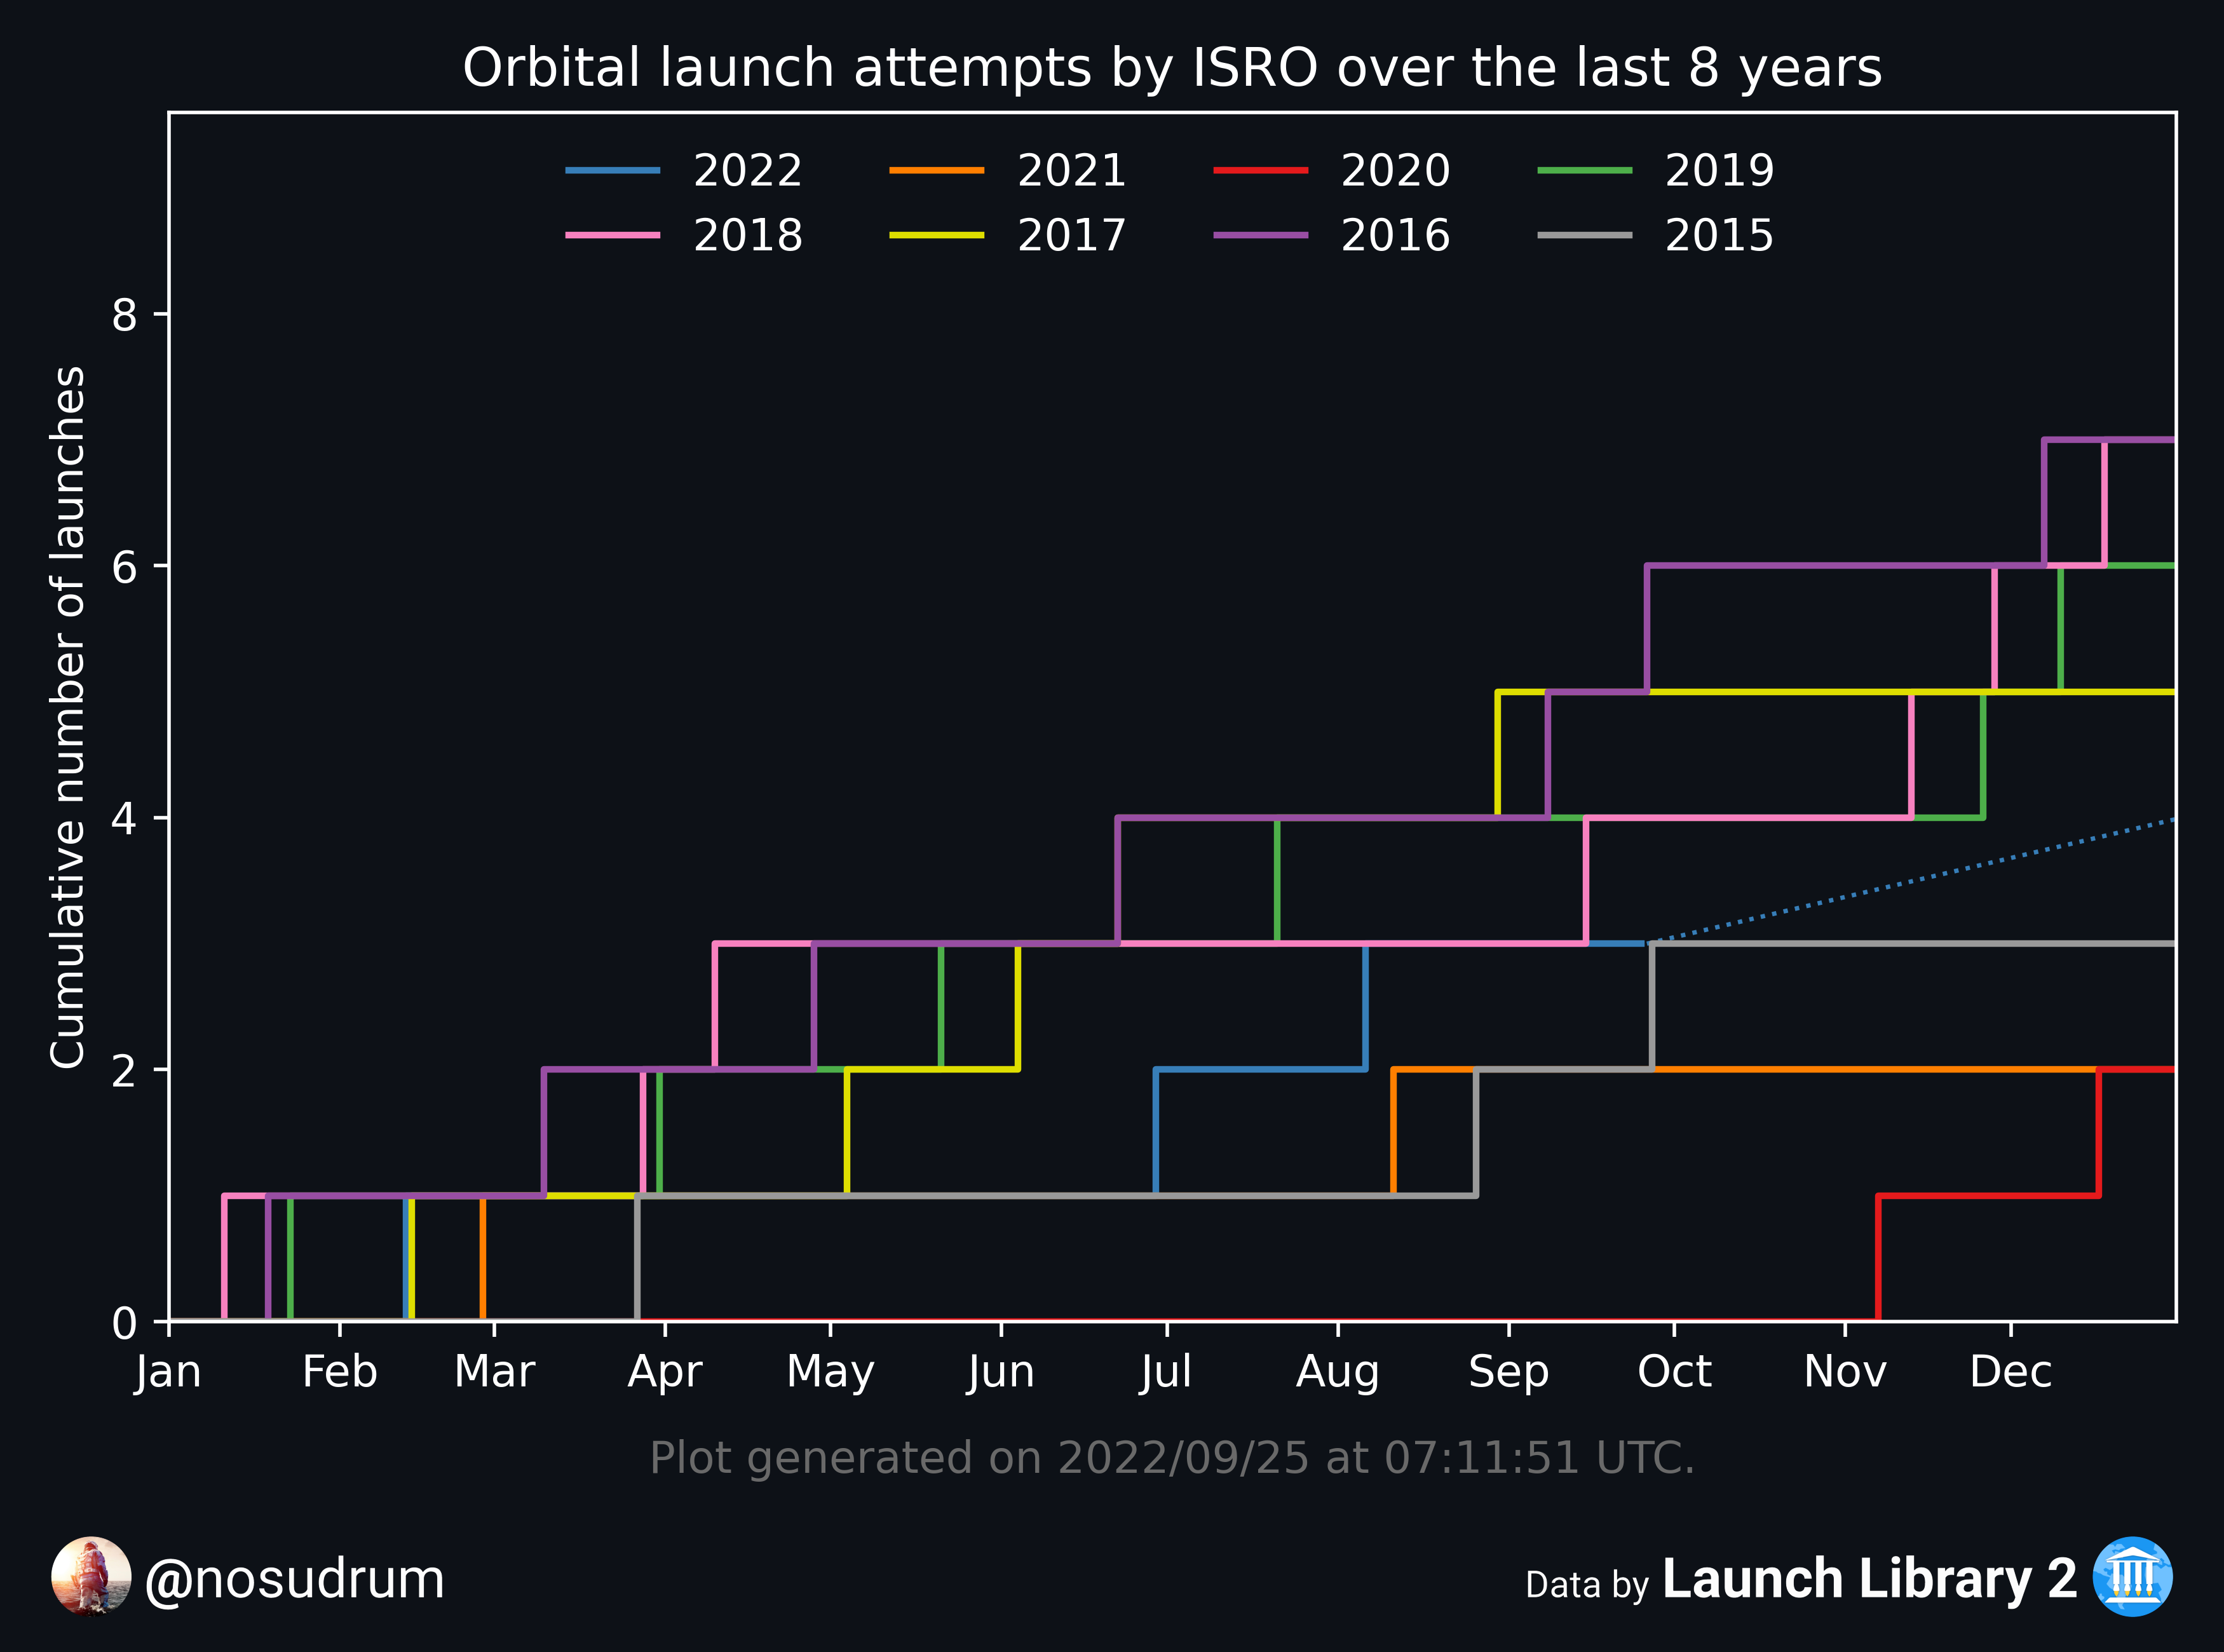 Orbital launch attempts by ISRO over the last 8 years
2022 2021 2020 2019
2018 2017 2016 2015
8
6
4
2
0
Cumulative number of launches
Jan Feb Mar Apr May Jun Jul Aug Sep Oct Nov Dec
Plot generated on 2022/09/25 at 07:11:51 UTC.
@nosudrum
Data by Launch Library 2